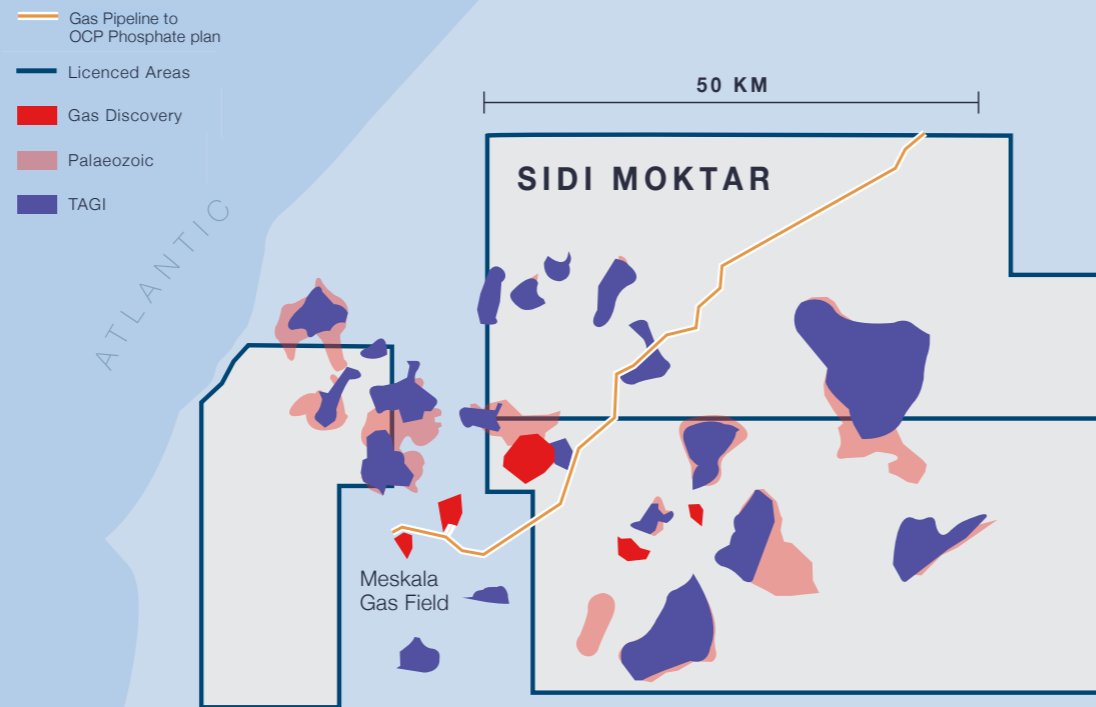 Gas Pipeline to
OCP Phosphate plan
Licenced Areas
Gas Discovery
Palaeozoic
TAGI
ATLANTIC
50 KM
SIDI MOKTAR
Meskala
Gas Field